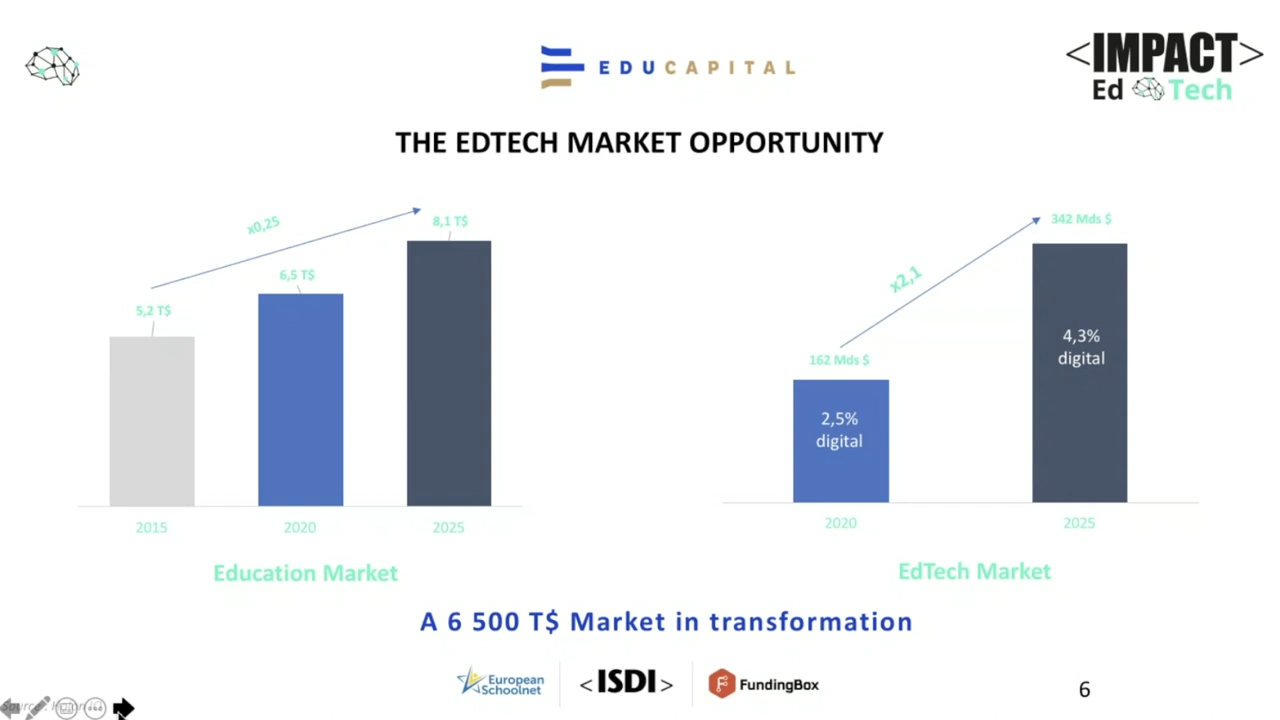 EDUCAPITAL
<IMPACT>
Ed Tech
THE EDTECH MARKET OPPORTUNITY
x0,25
8,1 T$
6,5 T$
5,2 T$
2015
2020
2025
Education Market
x2,1
342 Mds $
162 Mds $
4,3%
digital
2,5%
digital
2020
2025
EdTech Market
A 6 500 T$ Market in transformation
European
Schoolnet
<ISDI>
FundingBox
6